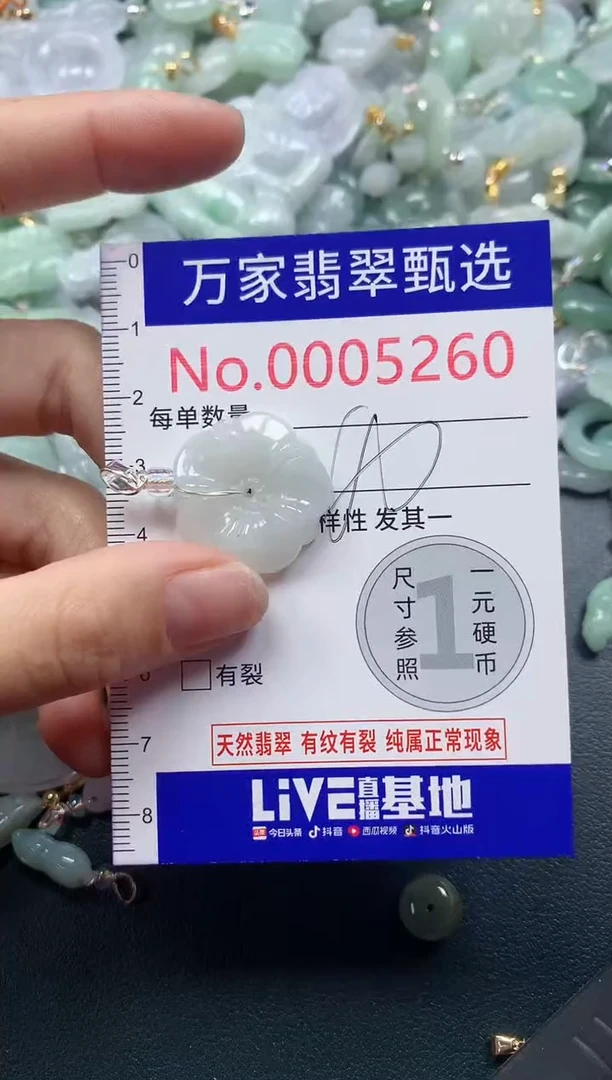 万家翡翠甄选
No.0005260
每单数量
样性 发其一
尺寸参照
1
一元硬币
有裂
天然翡翠 有纹有裂 纯属正常现象
LiVE直播基地
头条 今日头条 抖音 西瓜视频 抖音火山版
0
1
2
3
4
6
7
8